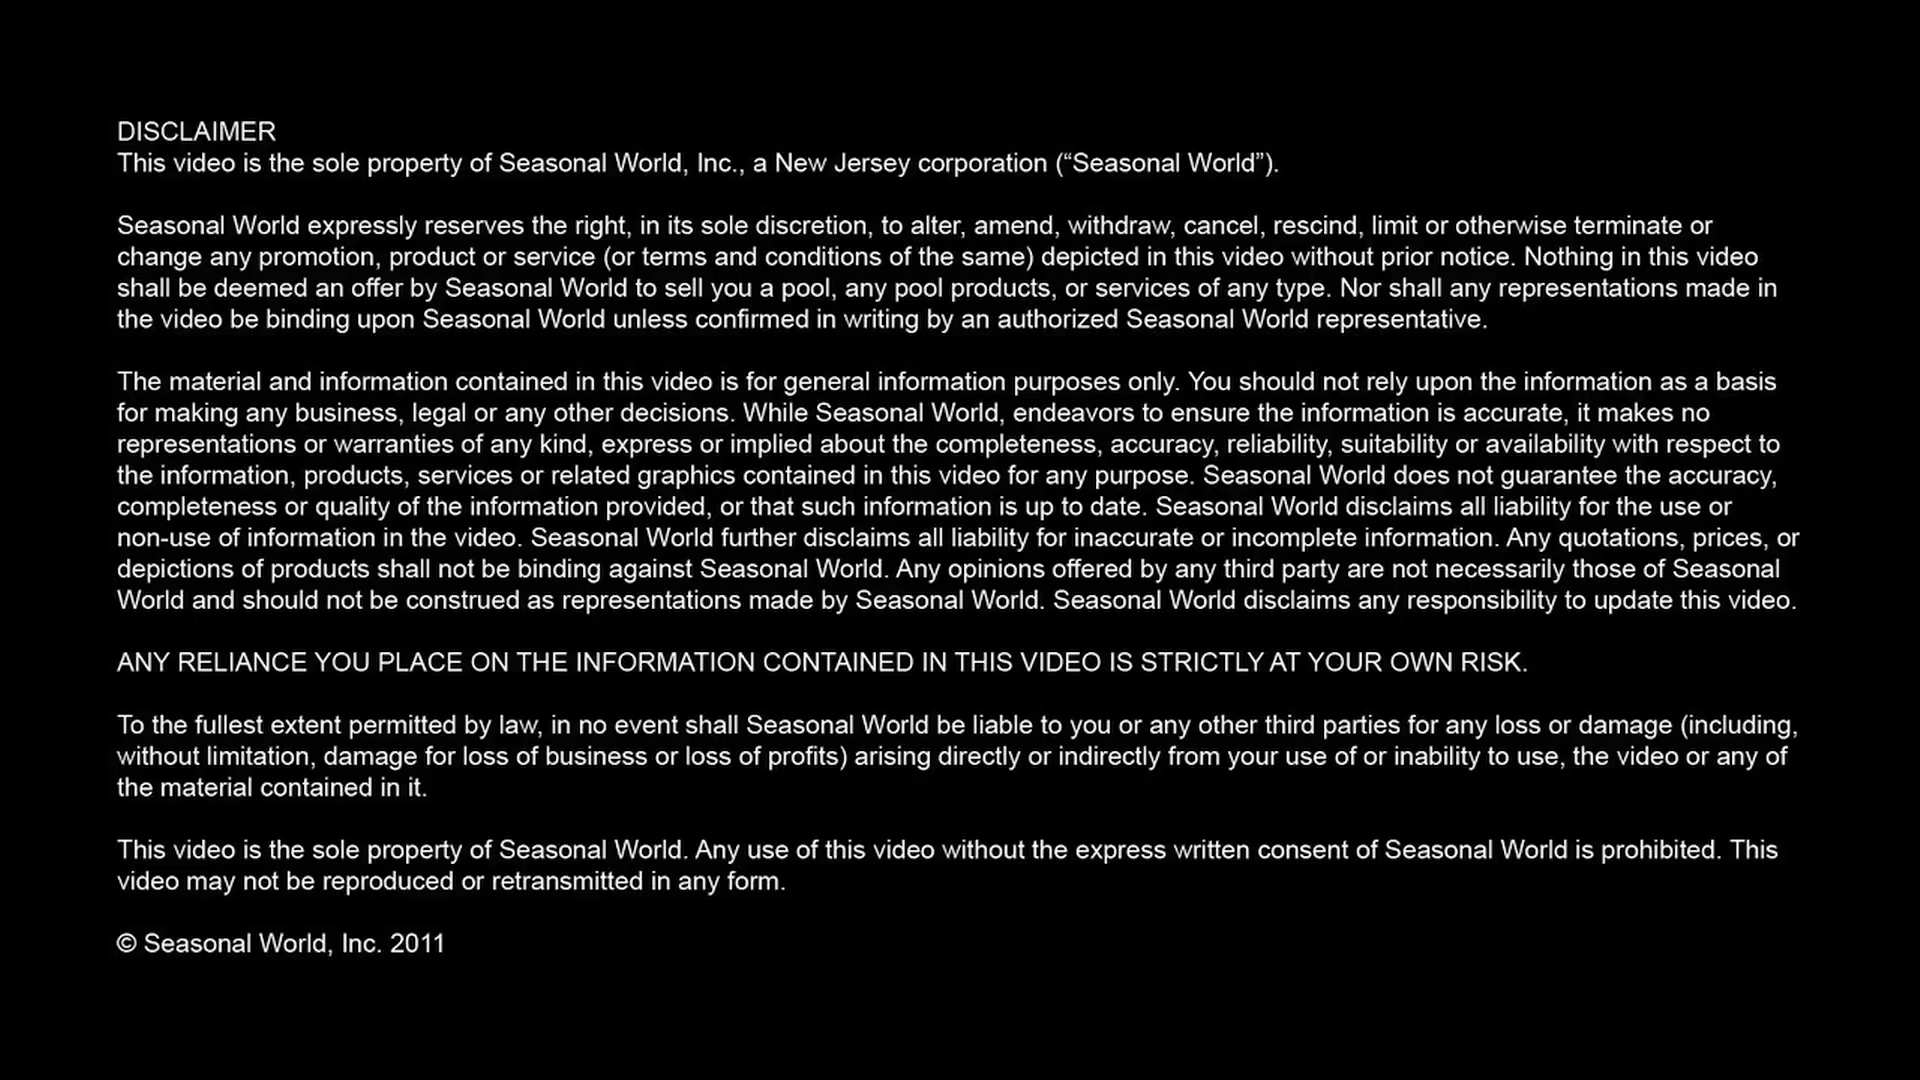 DISCLAIMER
This video is the sole property of Seasonal World, Inc., a New Jersey corporation (“Seasonal World”).
Seasonal World expressly reserves the right, in its sole discretion, to alter, amend, withdraw, cancel, rescind, limit or otherwise terminate or
change any promotion, product or service (or terms and conditions of the same) depicted in this video without prior notice. Nothing in this video
shall be deemed an offer by Seasonal World to sell you a pool, any pool products, or services of any type. Nor shall any representations made in
the video be binding upon Seasonal World unless confirmed in writing by an authorized Seasonal World representative.
The material and information contained in this video is for general information purposes only. You should not rely upon the information as a basis
for making any business, legal or any other decisions. While Seasonal World, endeavors to ensure the information is accurate, it makes no
representations or warranties of any kind, express or implied about the completeness, accuracy, reliability, suitability or availability with respect to
the information, products, services or related graphics contained in this video for any purpose. Seasonal World does not guarantee the accuracy,
completeness or quality of the information provided, or that such information is up to date. Seasonal World disclaims all liability for the use or
non-use of information in the video. Seasonal World further disclaims all liability for inaccurate or incomplete information. Any quotations, prices, or
depictions of products shall not be binding against Seasonal World. Any opinions offered by any third party are not necessarily those of Seasonal
World and should not be construed as representations made by Seasonal World. Seasonal World disclaims any responsibility to update this video.
ANY RELIANCE YOU PLACE ON THE INFORMATION CONTAINED IN THIS VIDEO IS STRICTLY AT YOUR OWN RISK.
To the fullest extent permitted by law, in no event shall Seasonal World be liable to you or any other third parties for any loss or damage (including,
without limitation, damage for loss of business or loss of profits) arising directly or indirectly from your use of or inability to use, the video or any of
the material contained in it.
This video is the sole property of Seasonal World. Any use of this video without the express written consent of Seasonal World is prohibited. This
video may not be reproduced or retransmitted in any form.
© Seasonal World, Inc. 2011